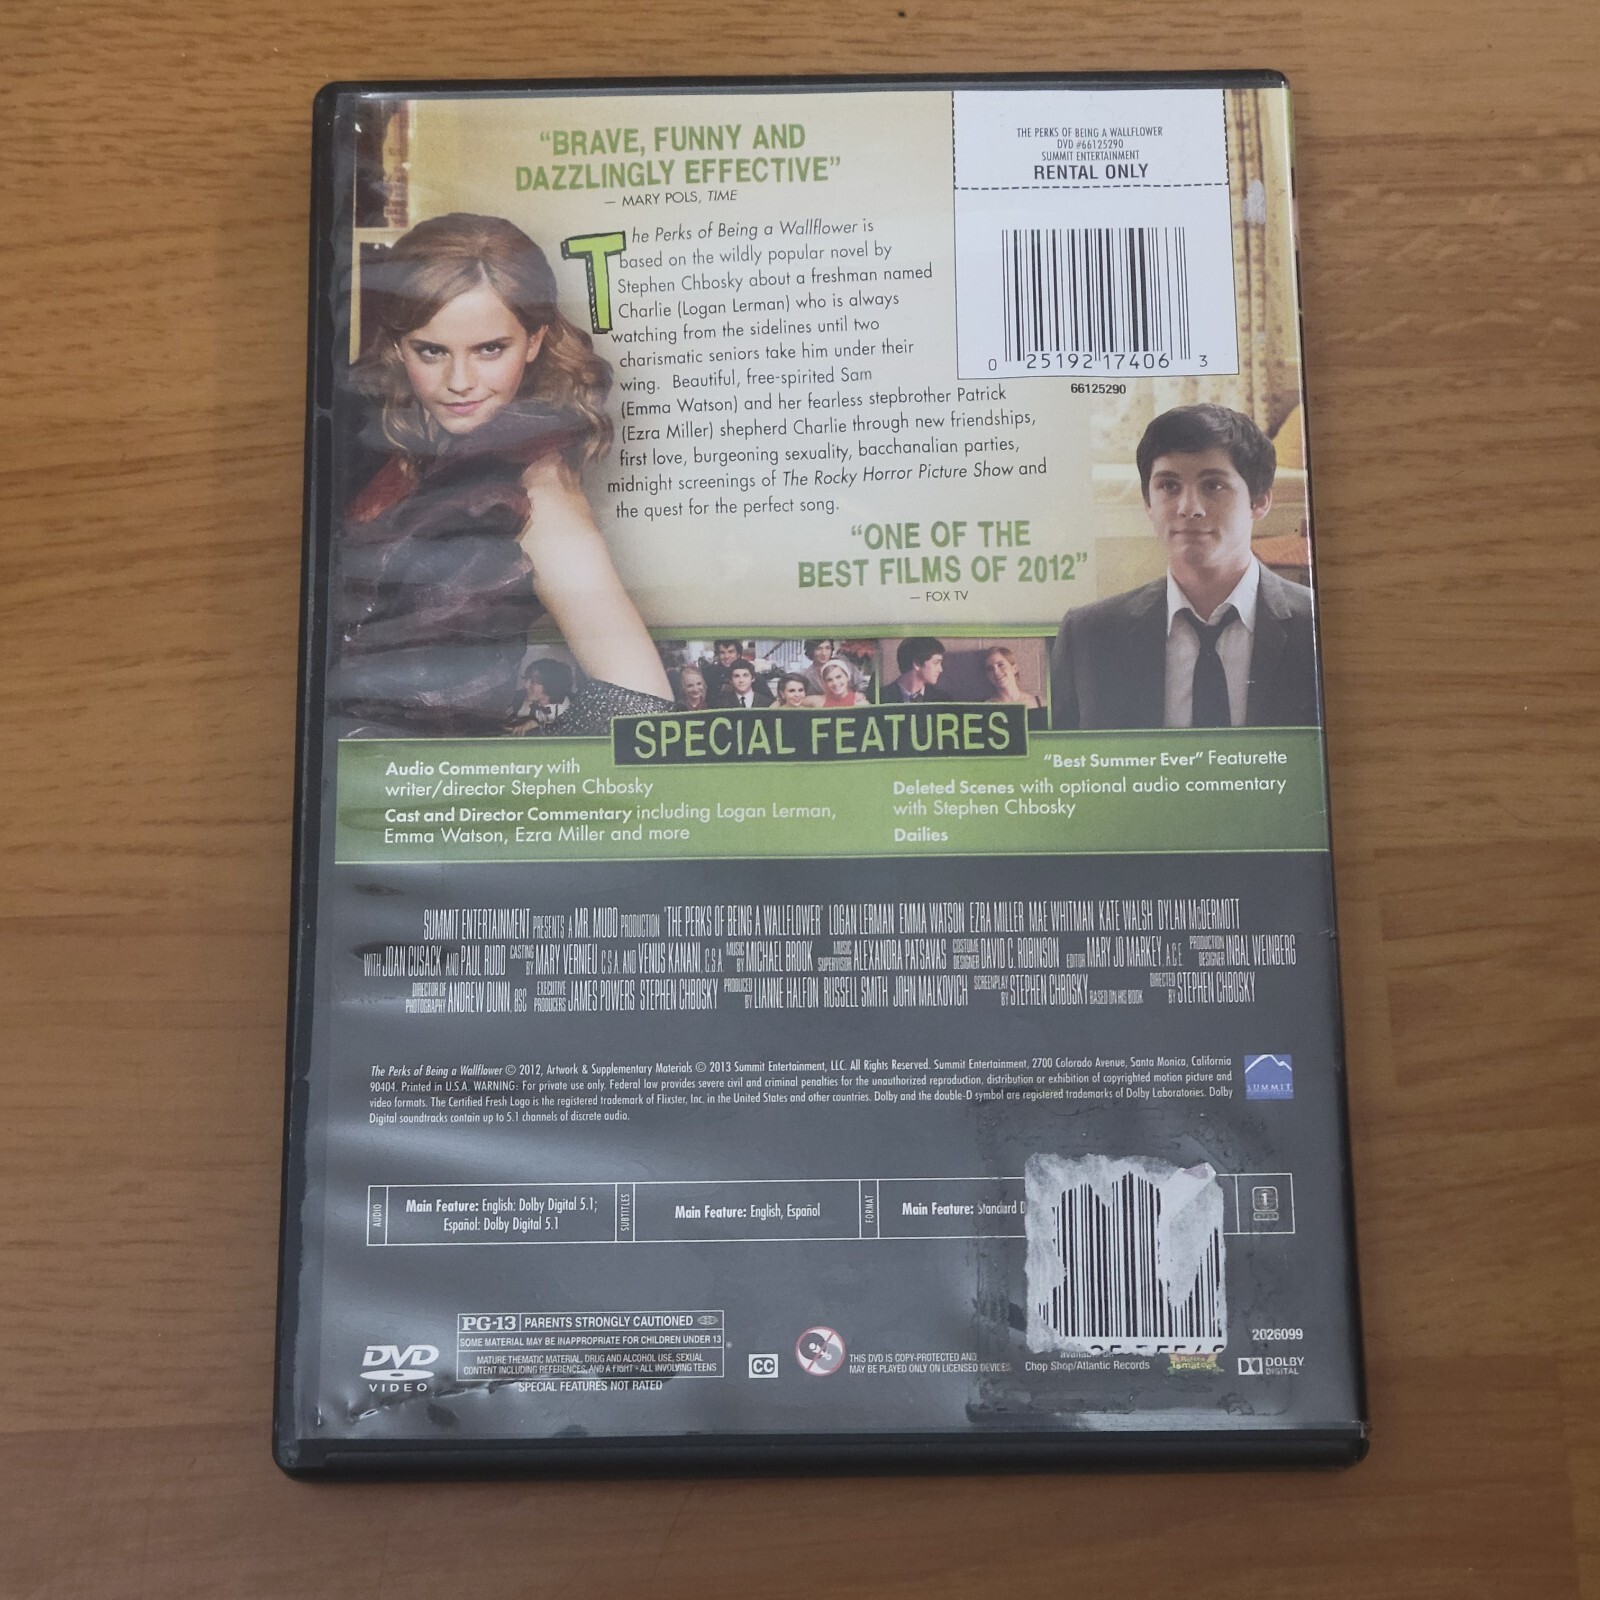 “BRAVE, FUNNY AND
DAZZLINGLY EFFECTIVE”
— MARY POLS, TIME
The Perks of Being a Wallflower is
based on the wildly popular novel by
Stephen Chbosky about a freshman named
Charlie (Logan Lerman) who is always
watching from the sidelines until two
charismatic seniors take him under their
wing. Beautiful, free-spirited Sam
(Emma Watson) and her fearless stepbrother Patrick
(Ezra Miller) shepherd Charlie through new friendships,
first love, burgeoning sexuality, bacchanalian parties,
midnight screenings of The Rocky Horror Picture Show and
the quest for the perfect song.
“ONE OF THE
BEST FILMS OF 2012”
— FOX TV
THE PERKS OF BEING A WALLFLOWER
DVD #66125290
SUMMIT ENTERTAINMENT
RENTAL ONLY
0 25192 17406 3
66125290
SPECIAL FEATURES
Audio Commentary with
writer/director Stephen Chbosky
Cast and Director Commentary including Logan Lerman,
Emma Watson, Ezra Miller and more
“Best Summer Ever” Featurette
Deleted Scenes with optional audio commentary
with Stephen Chbosky
Dailies
SUMMIT ENTERTAINMENT PRESENTS A MR. MUDD PRODUCTION "THE PERKS OF BEING A WALLFLOWER" LOGAN LERMAN EMMA WATSON EZRA MILLER MAE WHITMAN KATE WALSH DYLAN McDERMOTT
WITH JOAN CUSACK AND PAUL RUDD CASTING BY MARY VERNIEU C.S.A. AND VENUS KANANI, C.S.A. MUSIC BY MICHAEL BROOK MUSIC SUPERVISOR ALEXANDRA PATSAVAS COSTUME DESIGNER DAVID C. ROBINSON EDITOR MARY JO MARKEY, A.C.E. PRODUCTION DESIGNER INBAL WEINBERG
DIRECTOR OF PHOTOGRAPHY ANDREW DUNN, BSC EXECUTIVE PRODUCERS JAMES POWERS STEPHEN CHBOSKY PRODUCED BY LIANNE HALFON RUSSELL SMITH JOHN MALKOVICH SCREENPLAY BY STEPHEN CHBOSKY BASED ON HIS BOOK DIRECTED BY STEPHEN CHBOSKY
The Perks of Being a Wallflower © 2012, Artwork & Supplementary Materials © 2013 Summit Entertainment, LLC. All Rights Reserved. Summit Entertainment, 2700 Colorado Avenue, Santa Monica, California
90404. Printed in U.S.A. WARNING: For private use only. Federal law provides severe civil and criminal penalties for the unauthorized reproduction, distribution or exhibition of copyrighted motion picture and
video formats. The Certified Fresh Logo is the registered trademark of Flixster, Inc. in the United States and other countries. Dolby and the double-D symbol are registered trademarks of Dolby Laboratories. Dolby
Digital soundtracks contain up to 5.1 channels of discrete audio.
SUMMIT
AUDIO
Main Feature: English: Dolby Digital 5.1;
Español: Dolby Digital 5.1
SUBTITLES
Main Feature: English, Español
FORMAT
Main Feature: Standard D
1
DVD
VIDEO
PG-13 PARENTS STRONGLY CAUTIONED
SOME MATERIAL MAY BE INAPPROPRIATE FOR CHILDREN UNDER 13
MATURE THEMATIC MATERIAL, DRUG AND ALCOHOL USE, SEXUAL
CONTENT INCLUDING REFERENCES, AND A FIGHT - ALL INVOLVING TEENS
SPECIAL FEATURES NOT RATED
CC
THIS DVD IS COPY-PROTECTED AND
MAY BE PLAYED ONLY ON LICENSED DEVICES
Chop Shop/Atlantic Records
Tomatoes
2026099
DOLBY
DIGITAL